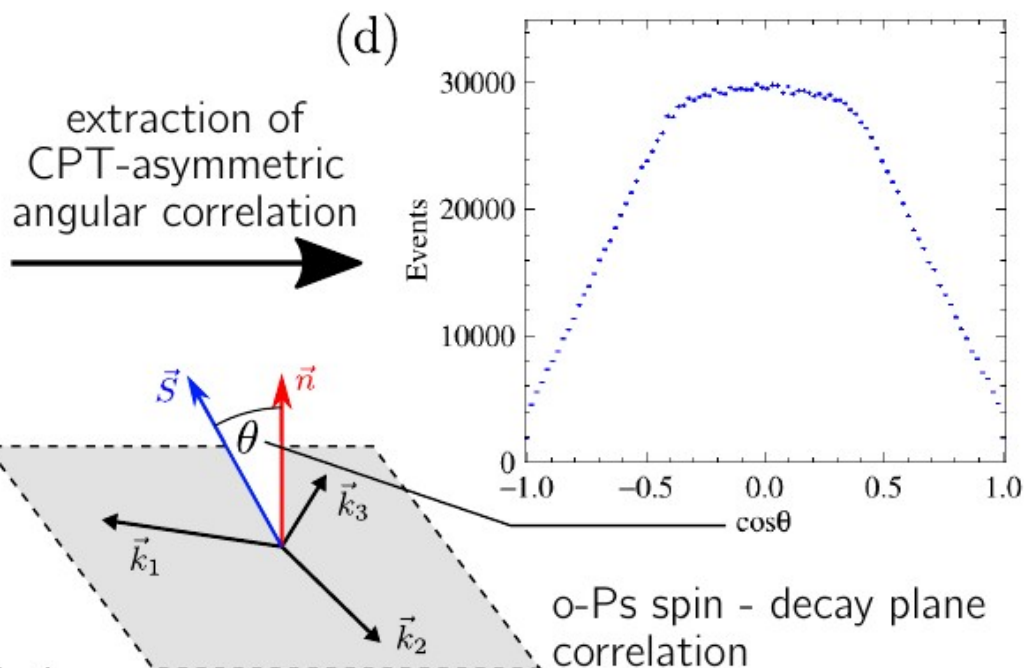 (d)
extraction of
CPT-asymmetric
angular correlation
Events
30000
20000
10000
0
−1.0 −0.5 0.0 0.5 1.0
cosθ
S⃗
n⃗
θ
k⃗₃
k⃗₁
k⃗₂
o-Ps spin - decay plane
correlation